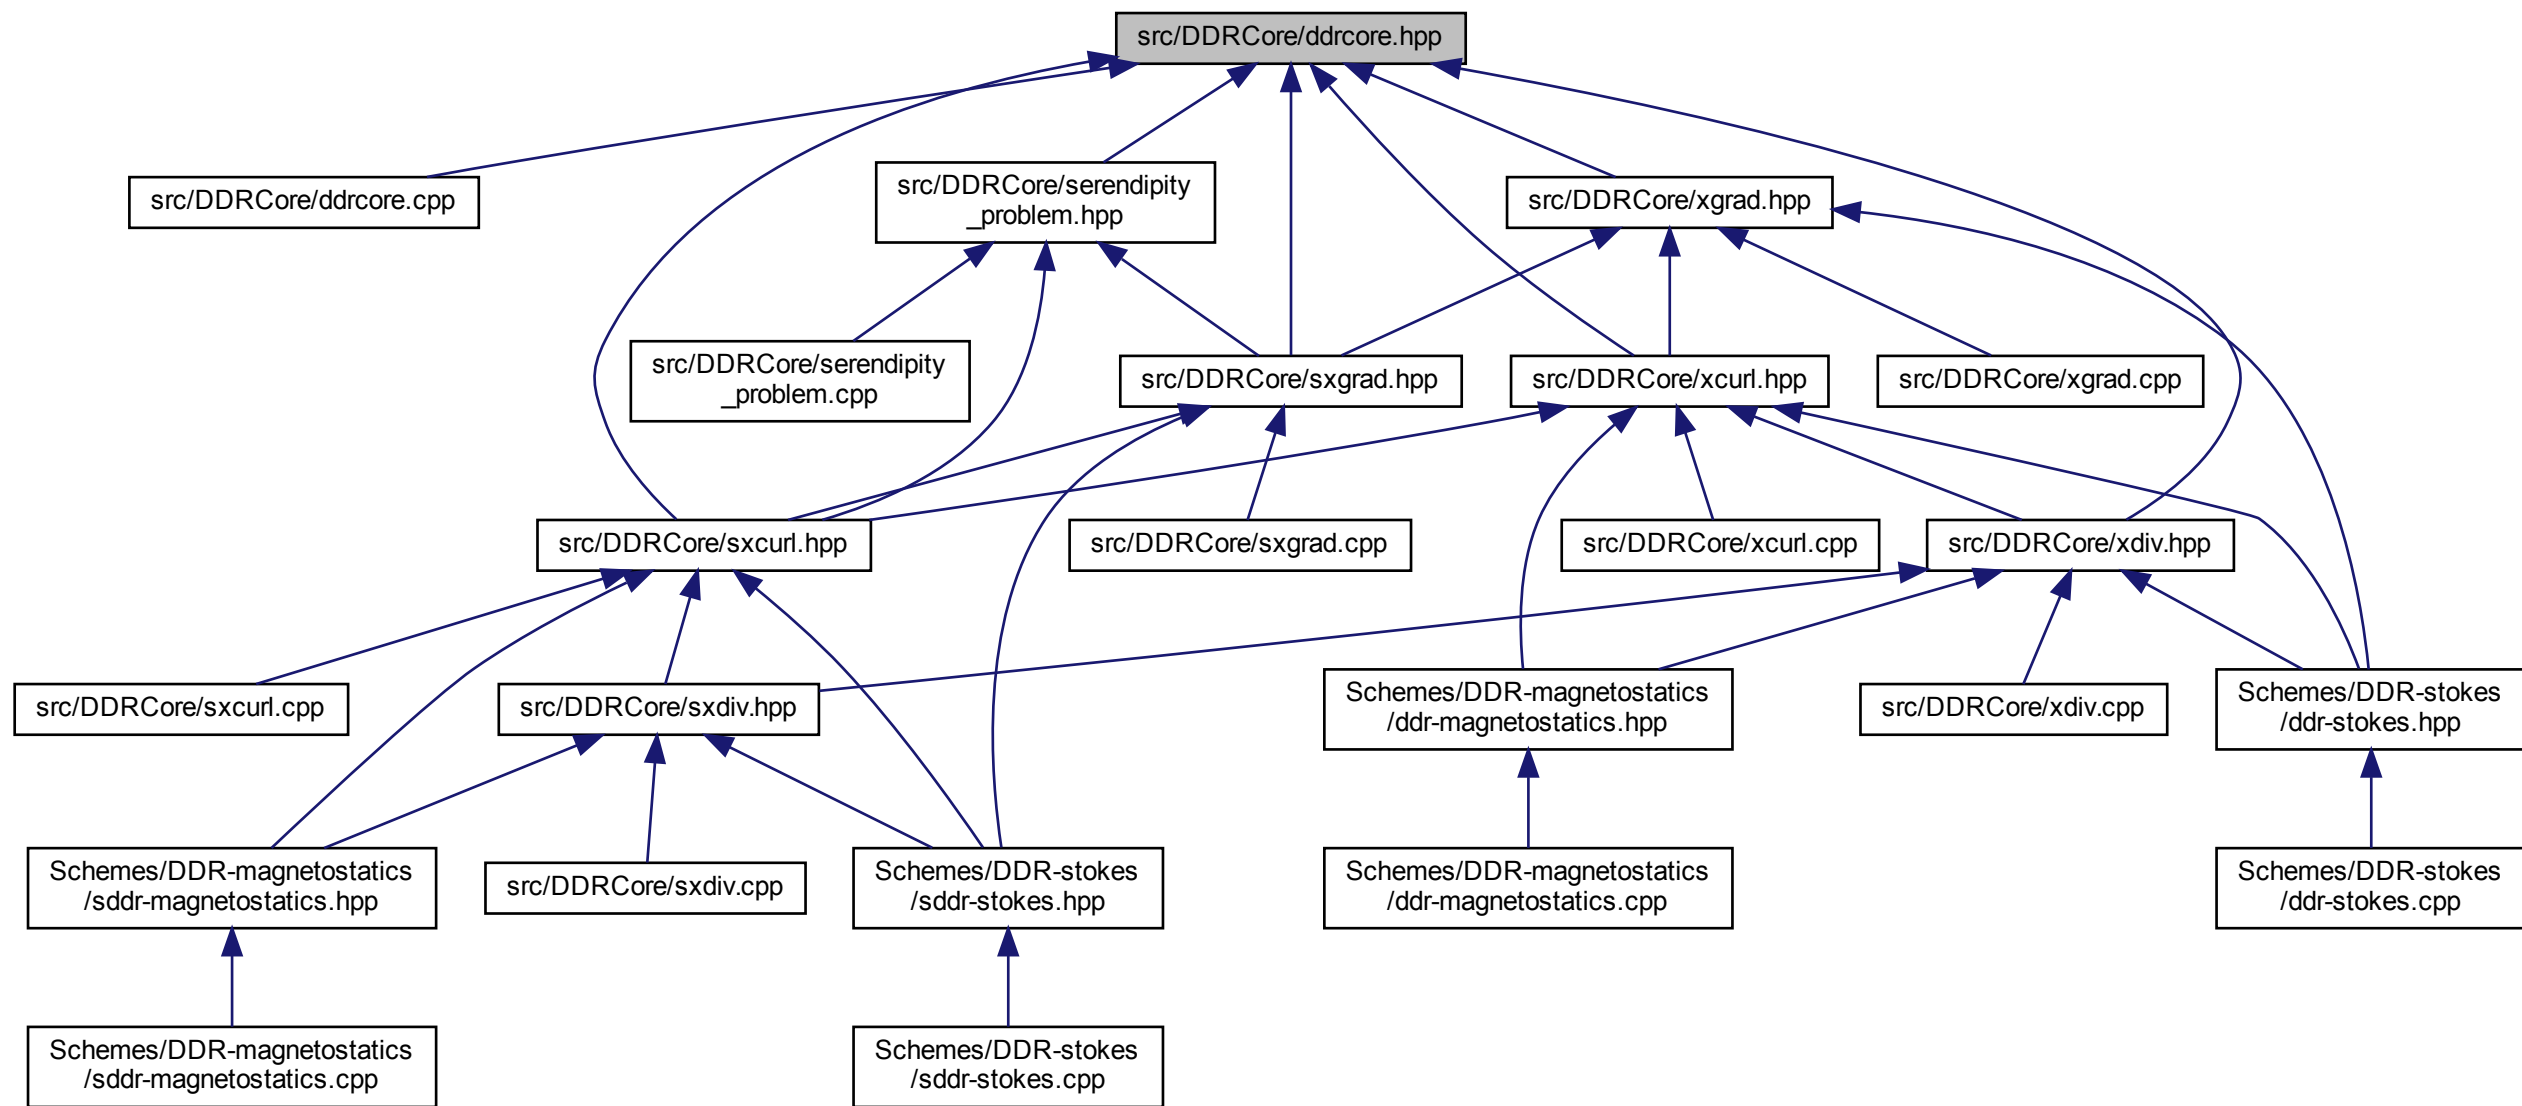 src/DDRCore/ddrcore.hpp
src/DDRCore/ddrcore.cpp
src/DDRCore/serendipity
_problem.hpp
src/DDRCore/xgrad.hpp
src/DDRCore/serendipity
_problem.cpp
src/DDRCore/sxgrad.hpp
src/DDRCore/xcurl.hpp
src/DDRCore/xgrad.cpp
src/DDRCore/sxcurl.hpp
src/DDRCore/sxgrad.cpp
src/DDRCore/xcurl.cpp
src/DDRCore/xdiv.hpp
src/DDRCore/sxcurl.cpp
src/DDRCore/sxdiv.hpp
Schemes/DDR-magnetostatics
/ddr-magnetostatics.hpp
src/DDRCore/xdiv.cpp
Schemes/DDR-stokes
/ddr-stokes.hpp
Schemes/DDR-magnetostatics
/sddr-magnetostatics.hpp
src/DDRCore/sxdiv.cpp
Schemes/DDR-stokes
/sddr-stokes.hpp
Schemes/DDR-magnetostatics
/ddr-magnetostatics.cpp
Schemes/DDR-stokes
/ddr-stokes.cpp
Schemes/DDR-magnetostatics
/sddr-magnetostatics.cpp
Schemes/DDR-stokes
/sddr-stokes.cpp